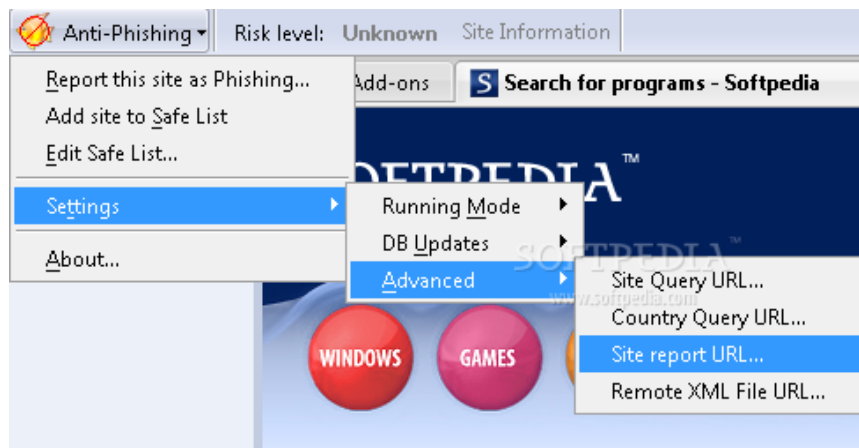 Anti-Phishing Risk level: Unknown Site Information
Report this site as Phishing...
Add site to Safe List
Edit Safe List...
Settings
About...
Add-ons
S Search for programs - Softpedia
SOFTPEDIA™
Running Mode
DB Updates
Advanced
SOFTPEDIA™
www.softpedia.com
Site Query URL...
Country Query URL...
Site report URL...
Remote XML File URL...
WINDOWS
GAMES